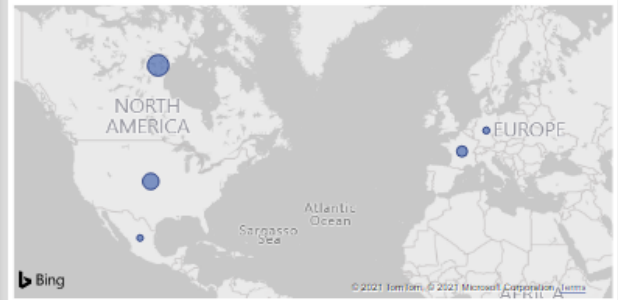 NORTH
AMERICA
EUROPE
Atlantic
Ocean
Sargasso
Sea
Bing
© 2021 TomTom, © 2021 Microsoft Corporation Terms
AFRICA